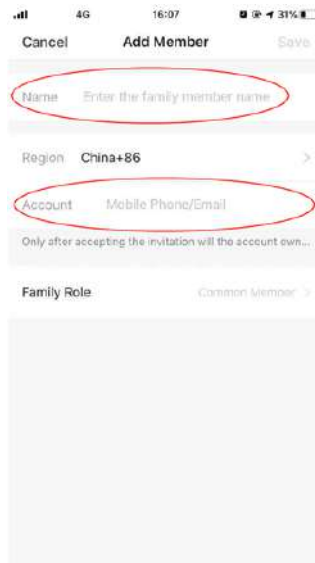 4G 16:07 31%
Cancel Add Member Save
Name Enter the family member name
Region China+86
Account Mobile Phone/Email
Only after accepting the invitation will the account own...
Family Role Common Member